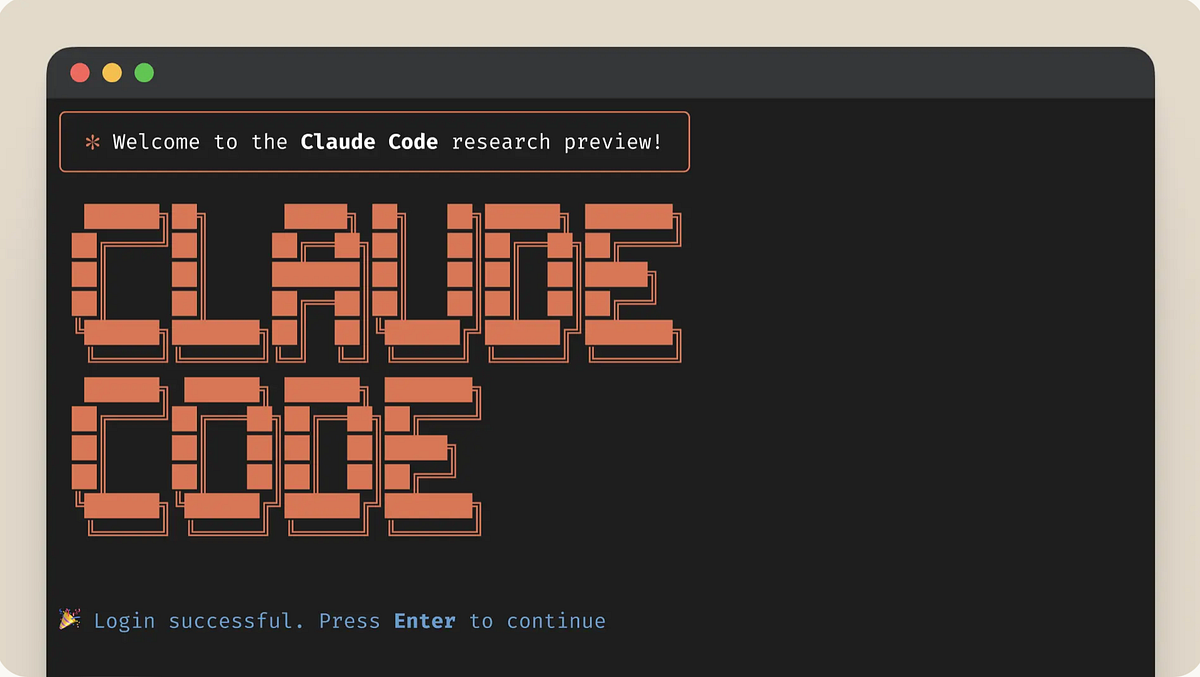 ✻ Welcome to the Claude Code research preview!
CLAUDE
CODE
🎉 Login successful. Press Enter to continue